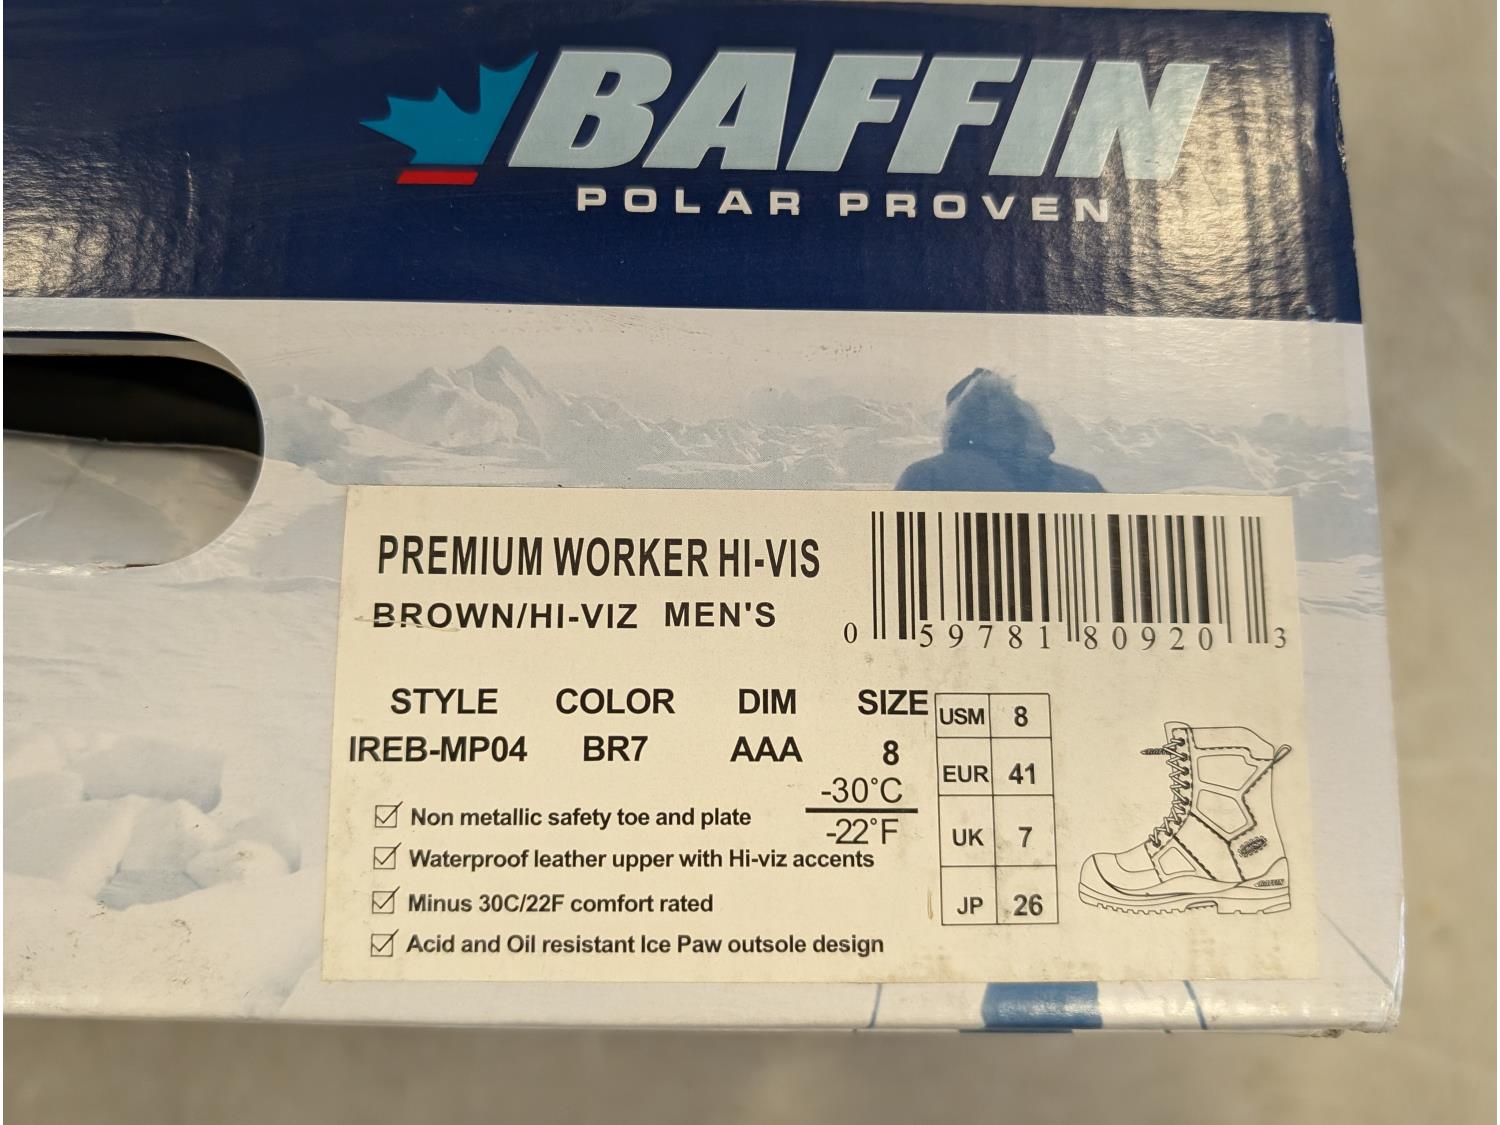 BAFFIN
POLAR PROVEN
PREMIUM WORKER HI-VIS
BROWN/HI-VIZ MEN'S
0 59781 80920 3
STYLE COLOR DIM SIZE
IREB-MP04 BR7 AAA 8
-30°C
-22°F
USM 8
EUR 41
UK 7
JP 26
Non metallic safety toe and plate
Waterproof leather upper with Hi-viz accents
Minus 30C/22F comfort rated
Acid and Oil resistant Ice Paw outsole design
BAFFIN